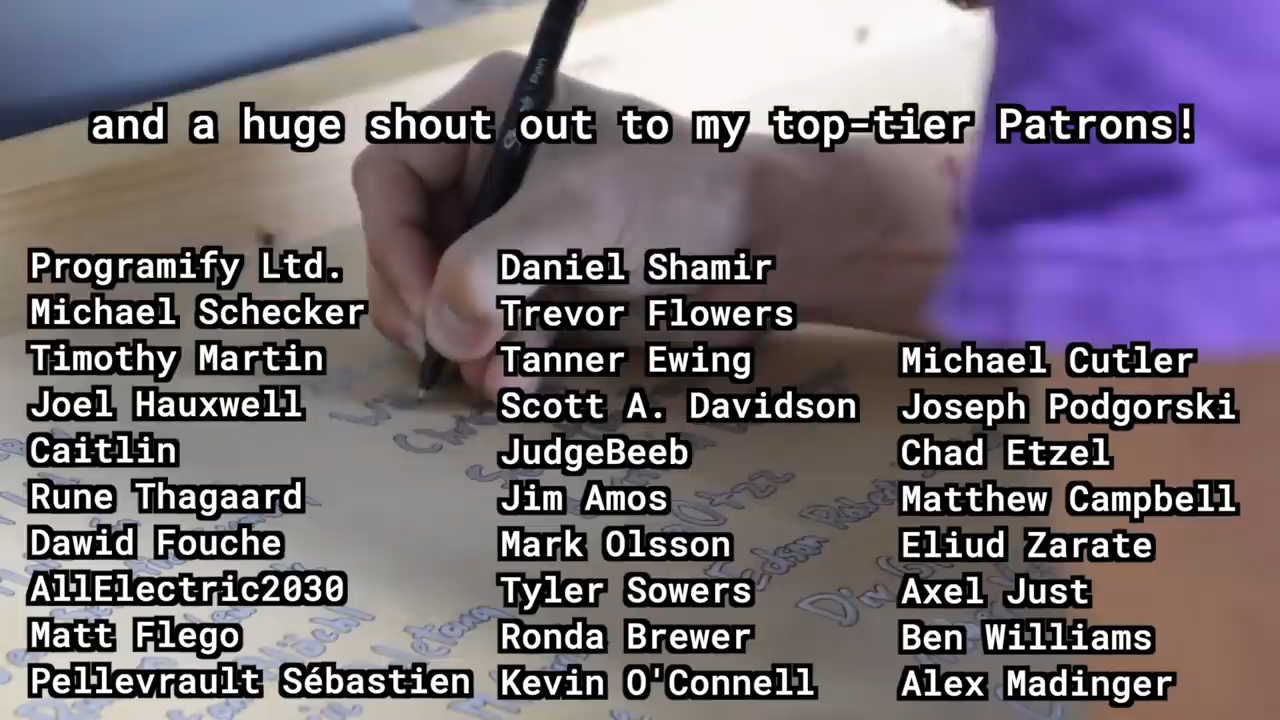 and a huge shout out to my top-tier Patrons!
Programify Ltd.
Michael Schecker
Timothy Martin
Joel Hauxwell
Caitlin
Rune Thagaard
Dawid Fouche
AllElectric2030
Matt Flego
Pellevrault Sébastien
Daniel Shamir
Trevor Flowers
Tanner Ewing
Scott A. Davidson
JudgeBeeb
Jim Amos
Mark Olsson
Tyler Sowers
Ronda Brewer
Kevin O'Connell
Michael Cutler
Joseph Podgorski
Chad Etzel
Matthew Campbell
Eliud Zarate
Axel Just
Ben Williams
Alex Madinger
Pen